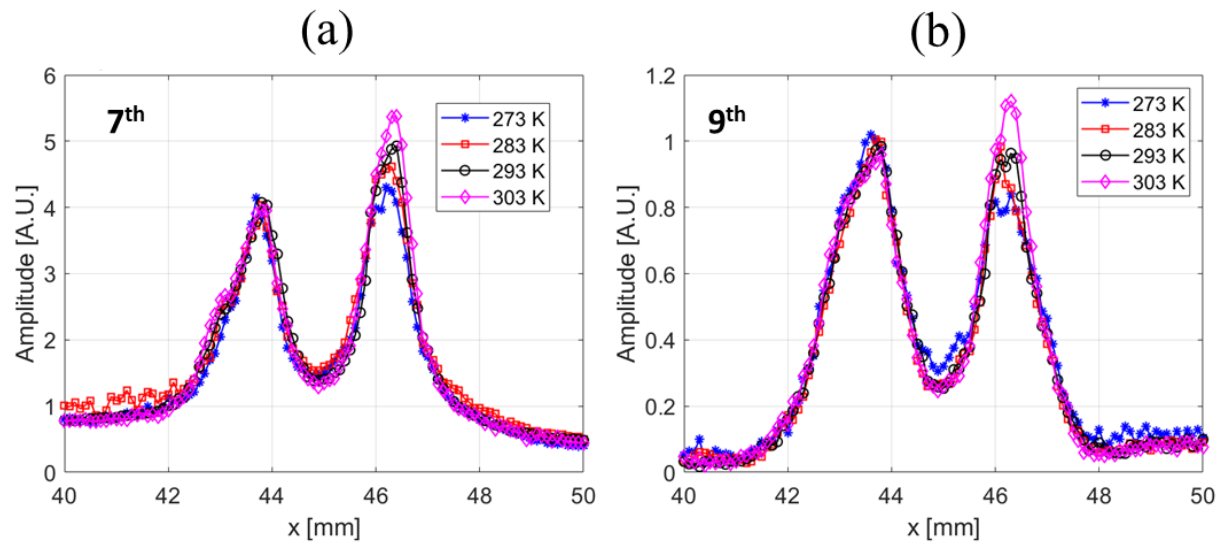 (a)
7th
273 K
283 K
293 K
303 K
Amplitude [A.U.]
6
5
4
3
2
1
0
40 42 44 46 48 50
x [mm]
(b)
9th
273 K
283 K
293 K
303 K
Amplitude [A.U.]
1.2
1
0.8
0.6
0.4
0.2
0
40 42 44 46 48 50
x [mm]